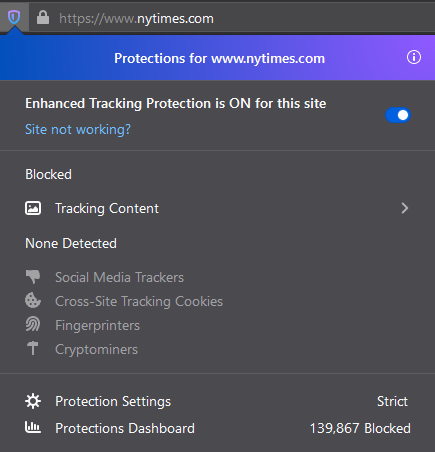 https://www.nytimes.com
Protections for www.nytimes.com
Enhanced Tracking Protection is ON for this site
Site not working?
Blocked
Tracking Content
None Detected
Social Media Trackers
Cross-Site Tracking Cookies
Fingerprinters
Cryptominers
Protection Settings Strict
Protections Dashboard 139,867 Blocked